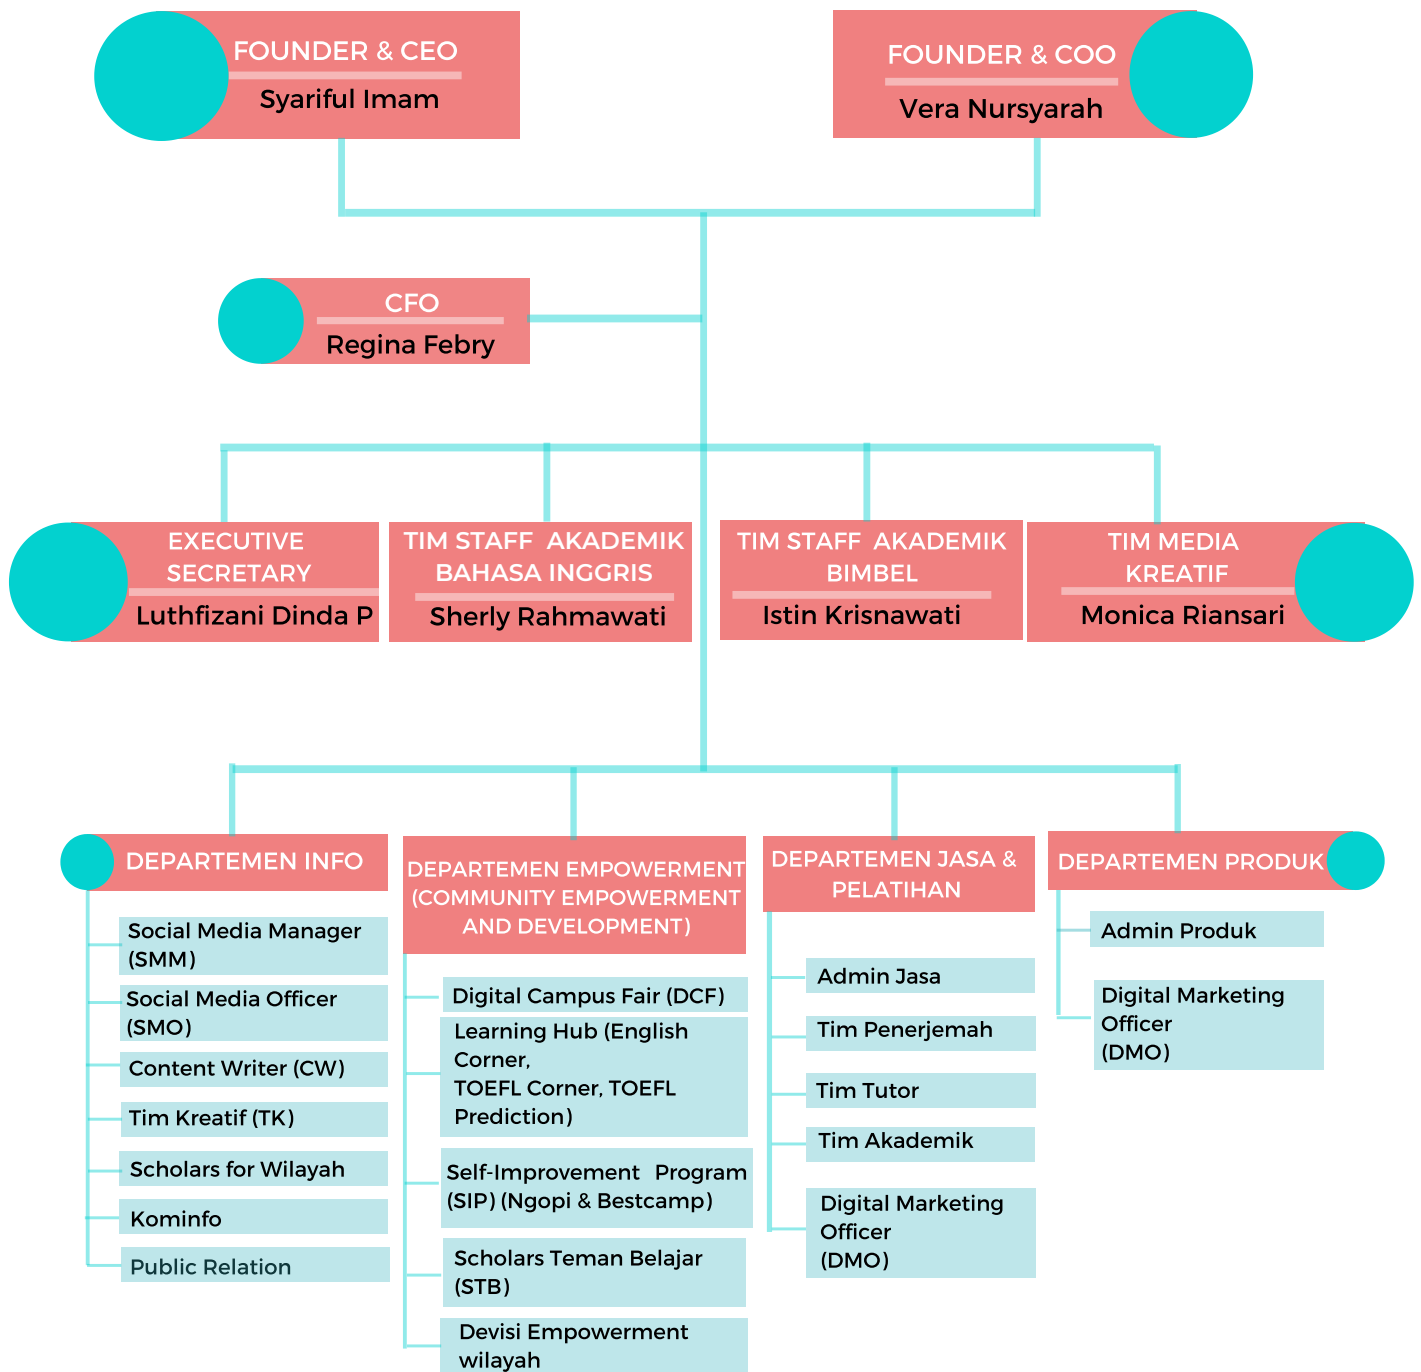 FOUNDER & CEO
Syariful Imam
FOUNDER & COO
Vera Nursyarah
CFO
Regina Febry
EXECUTIVE
SECRETARY
Luthfizani Dinda P
TIM STAFF AKADEMIK
BAHASA INGGRIS
Sherly Rahmawati
TIM STAFF AKADEMIK
BIMBEL
Istin Krisnawati
TIM MEDIA
KREATIF
Monica Riansari
DEPARTEMEN INFO
Social Media Manager
(SMM)
Social Media Officer
(SMO)
Content Writer (CW)
Tim Kreatif (TK)
Scholars for Wilayah
Kominfo
Public Relation
DEPARTEMEN EMPOWERMENT
(COMMUNITY EMPOWERMENT
AND DEVELOPMENT)
Digital Campus Fair (DCF)
Learning Hub (English
Corner,
TOEFL Corner, TOEFL
Prediction)
Self-Improvement Program
(SIP) (Ngopi & Bestcamp)
Scholars Teman Belajar
(STB)
Devisi Empowerment
wilayah
DEPARTEMEN JASA &
PELATIHAN
Admin Jasa
Tim Penerjemah
Tim Tutor
Tim Akademik
Digital Marketing
Officer
(DMO)
DEPARTEMEN PRODUK
Admin Produk
Digital Marketing
Officer
(DMO)